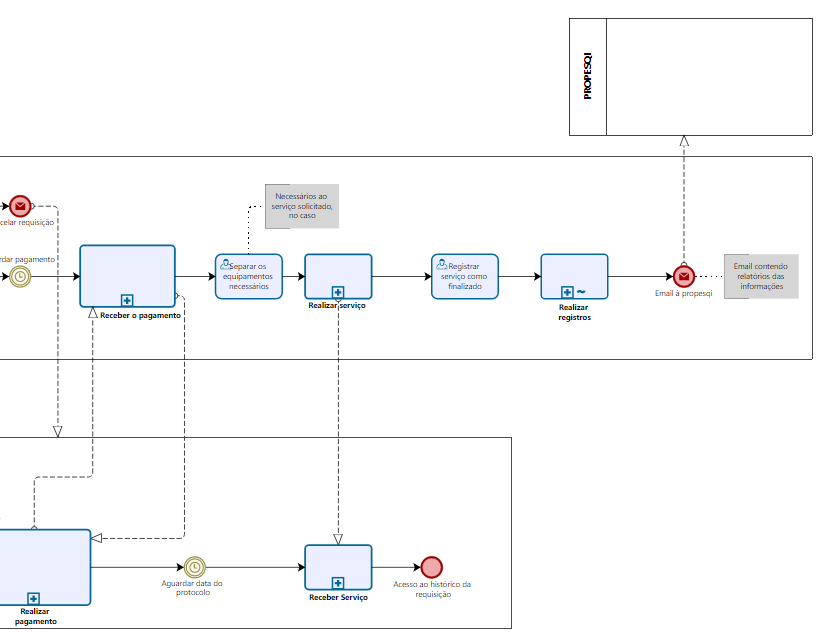 PROPESQI
Necessários ao
serviço solicitado,
no caso
celar requisição
rdar pagamento
Receber o pagamento
Separar os
equipamentos
necessários
Realizar serviço
Registrar
serviço como
finalizado
Realizar
registros
Email à propesqi
Email contendo
relatórios das
informações
Realizar
pagamento
Aguardar data do
protocolo
Receber Serviço
Acesso ao histórico da
requisição